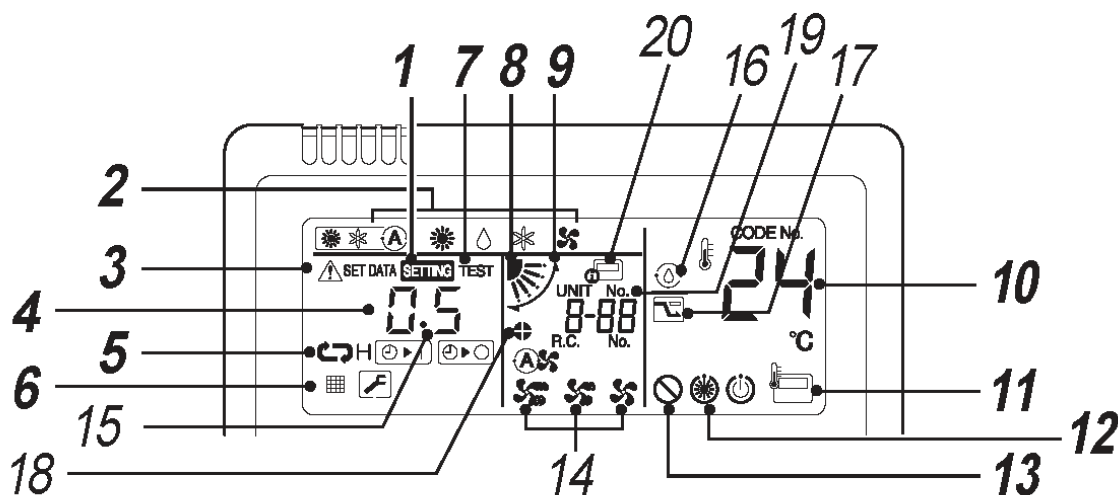 1 7 8 9 20 16 19 17
2
Ⓐ
CODE No.
3 SET DATA SETTING TEST
UNIT No.
24 10
4 0.5 8-88
R.C. No.
℃
5 H
Ⓐ
6
11
15
12
18 14 13